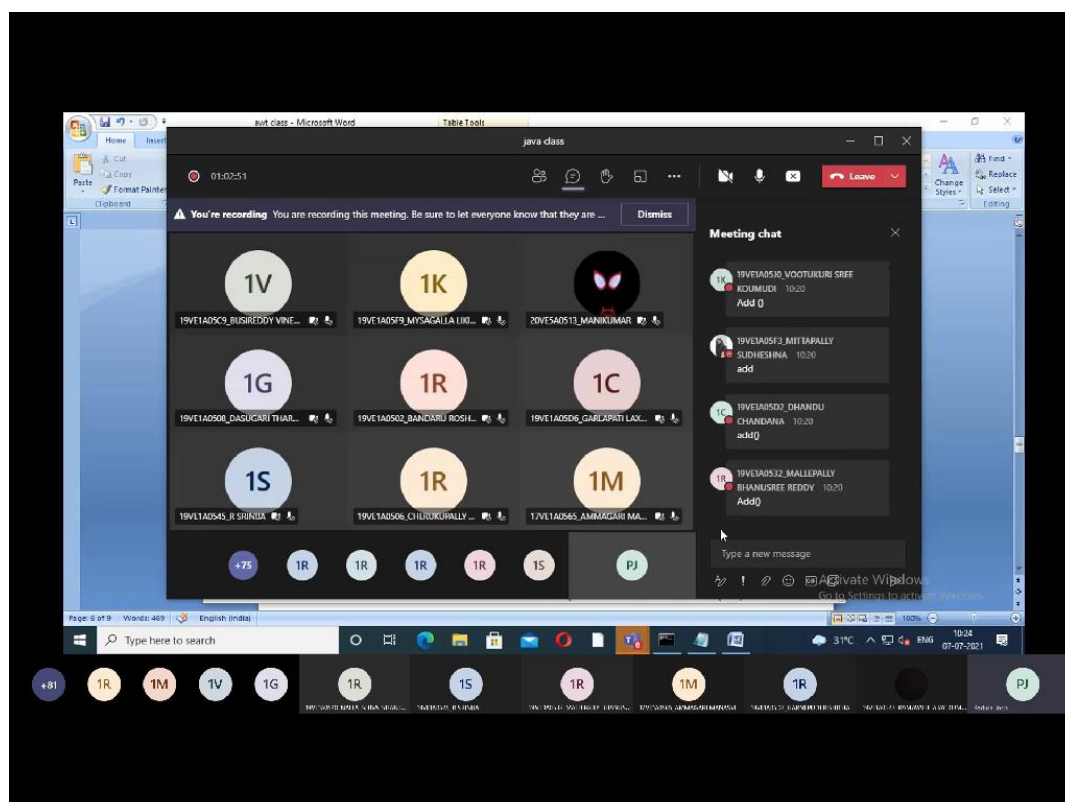 awt class - Microsoft Word
Table Tools
Home
Insert
java class
Cut
Copy
Paste
Format Painter
Clipboard
01:02:51
Leave
Change
Styles
Find
Replace
Select
Editing
You're recording You are recording this meeting. Be sure to let everyone know that they are ...
Dismiss
Meeting chat
1V
1K
19VE1A05C9_BUSIREDDY VINE...
19VE1A05F9_MYSAGALLA LIKI...
20VE5A0513_MANIKUMAR
1G
1R
1C
19VE1A0508_DASUGARI THAR...
19VE1A0502_BANDARU ROSH...
19VE1A05D6_GARLAPATI LAX...
1S
1R
1M
19VE1A0545_R SRINIJA
19VE1A0506_CHERUKUPALLY ...
17VE1A0565_AMMAGARI MA...
+75
1R
1R
1R
1R
1S
PJ
1K
19VE1A05J0_VOOTUKURI SREE
KOUMUDI 10:20
Add ()
19VE1A05F3_MITTAPALLY
SUDHESHNA 10:20
add
1C
19VE1A05D2_DHANDU
CHANDANA 10:20
add()
1R
19VE1A0532_MALLEPALLY
BHANUSREE REDDY 10:20
Add()
Type a new message
Activate Windows
Go to Settings to activate Windows.
Page: 6 of 9
Words: 469
English (India)
100%
Type here to search
31°C
ENG
10:24
07-07-2021
+81
1R
1M
1V
1G
1R
1S
1R
1M
1R
PJ